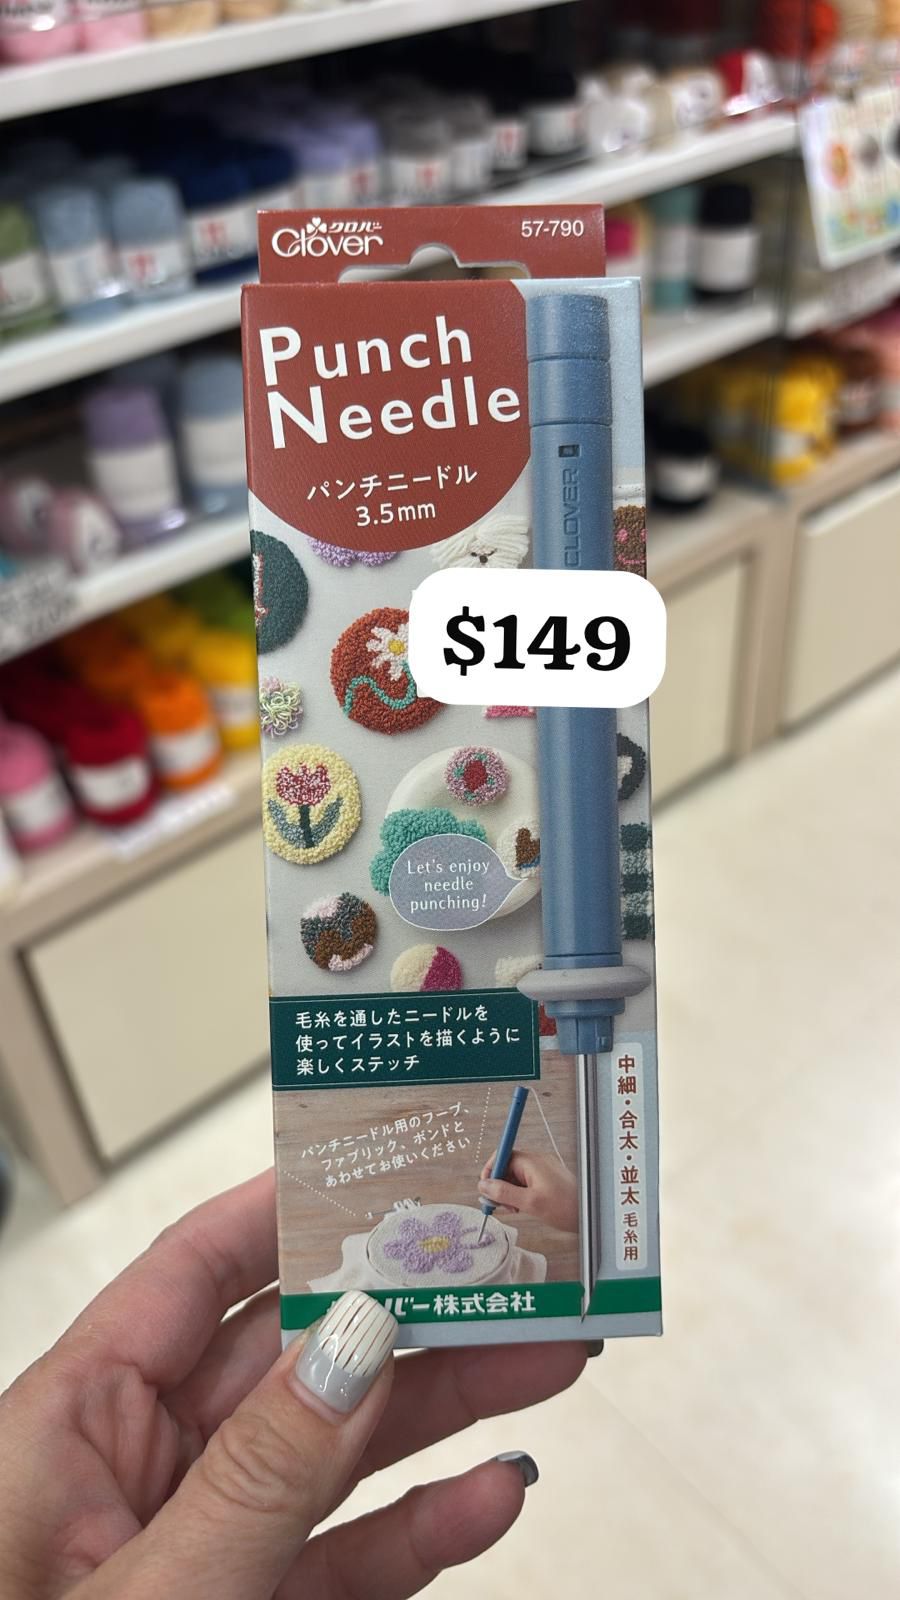 クロバー
Clover
57-790
Punch
Needle
パンチニードル
3.5mm
CLOVER
$149
Let's enjoy
needle
punching!
毛糸を通したニードルを
使ってイラストを描くように
楽しくステッチ
パンチニードル用のフープ、
ファブリック、ボンドと
あわせてお使いください
中細・合太・並太 毛糸用
バー株式会社